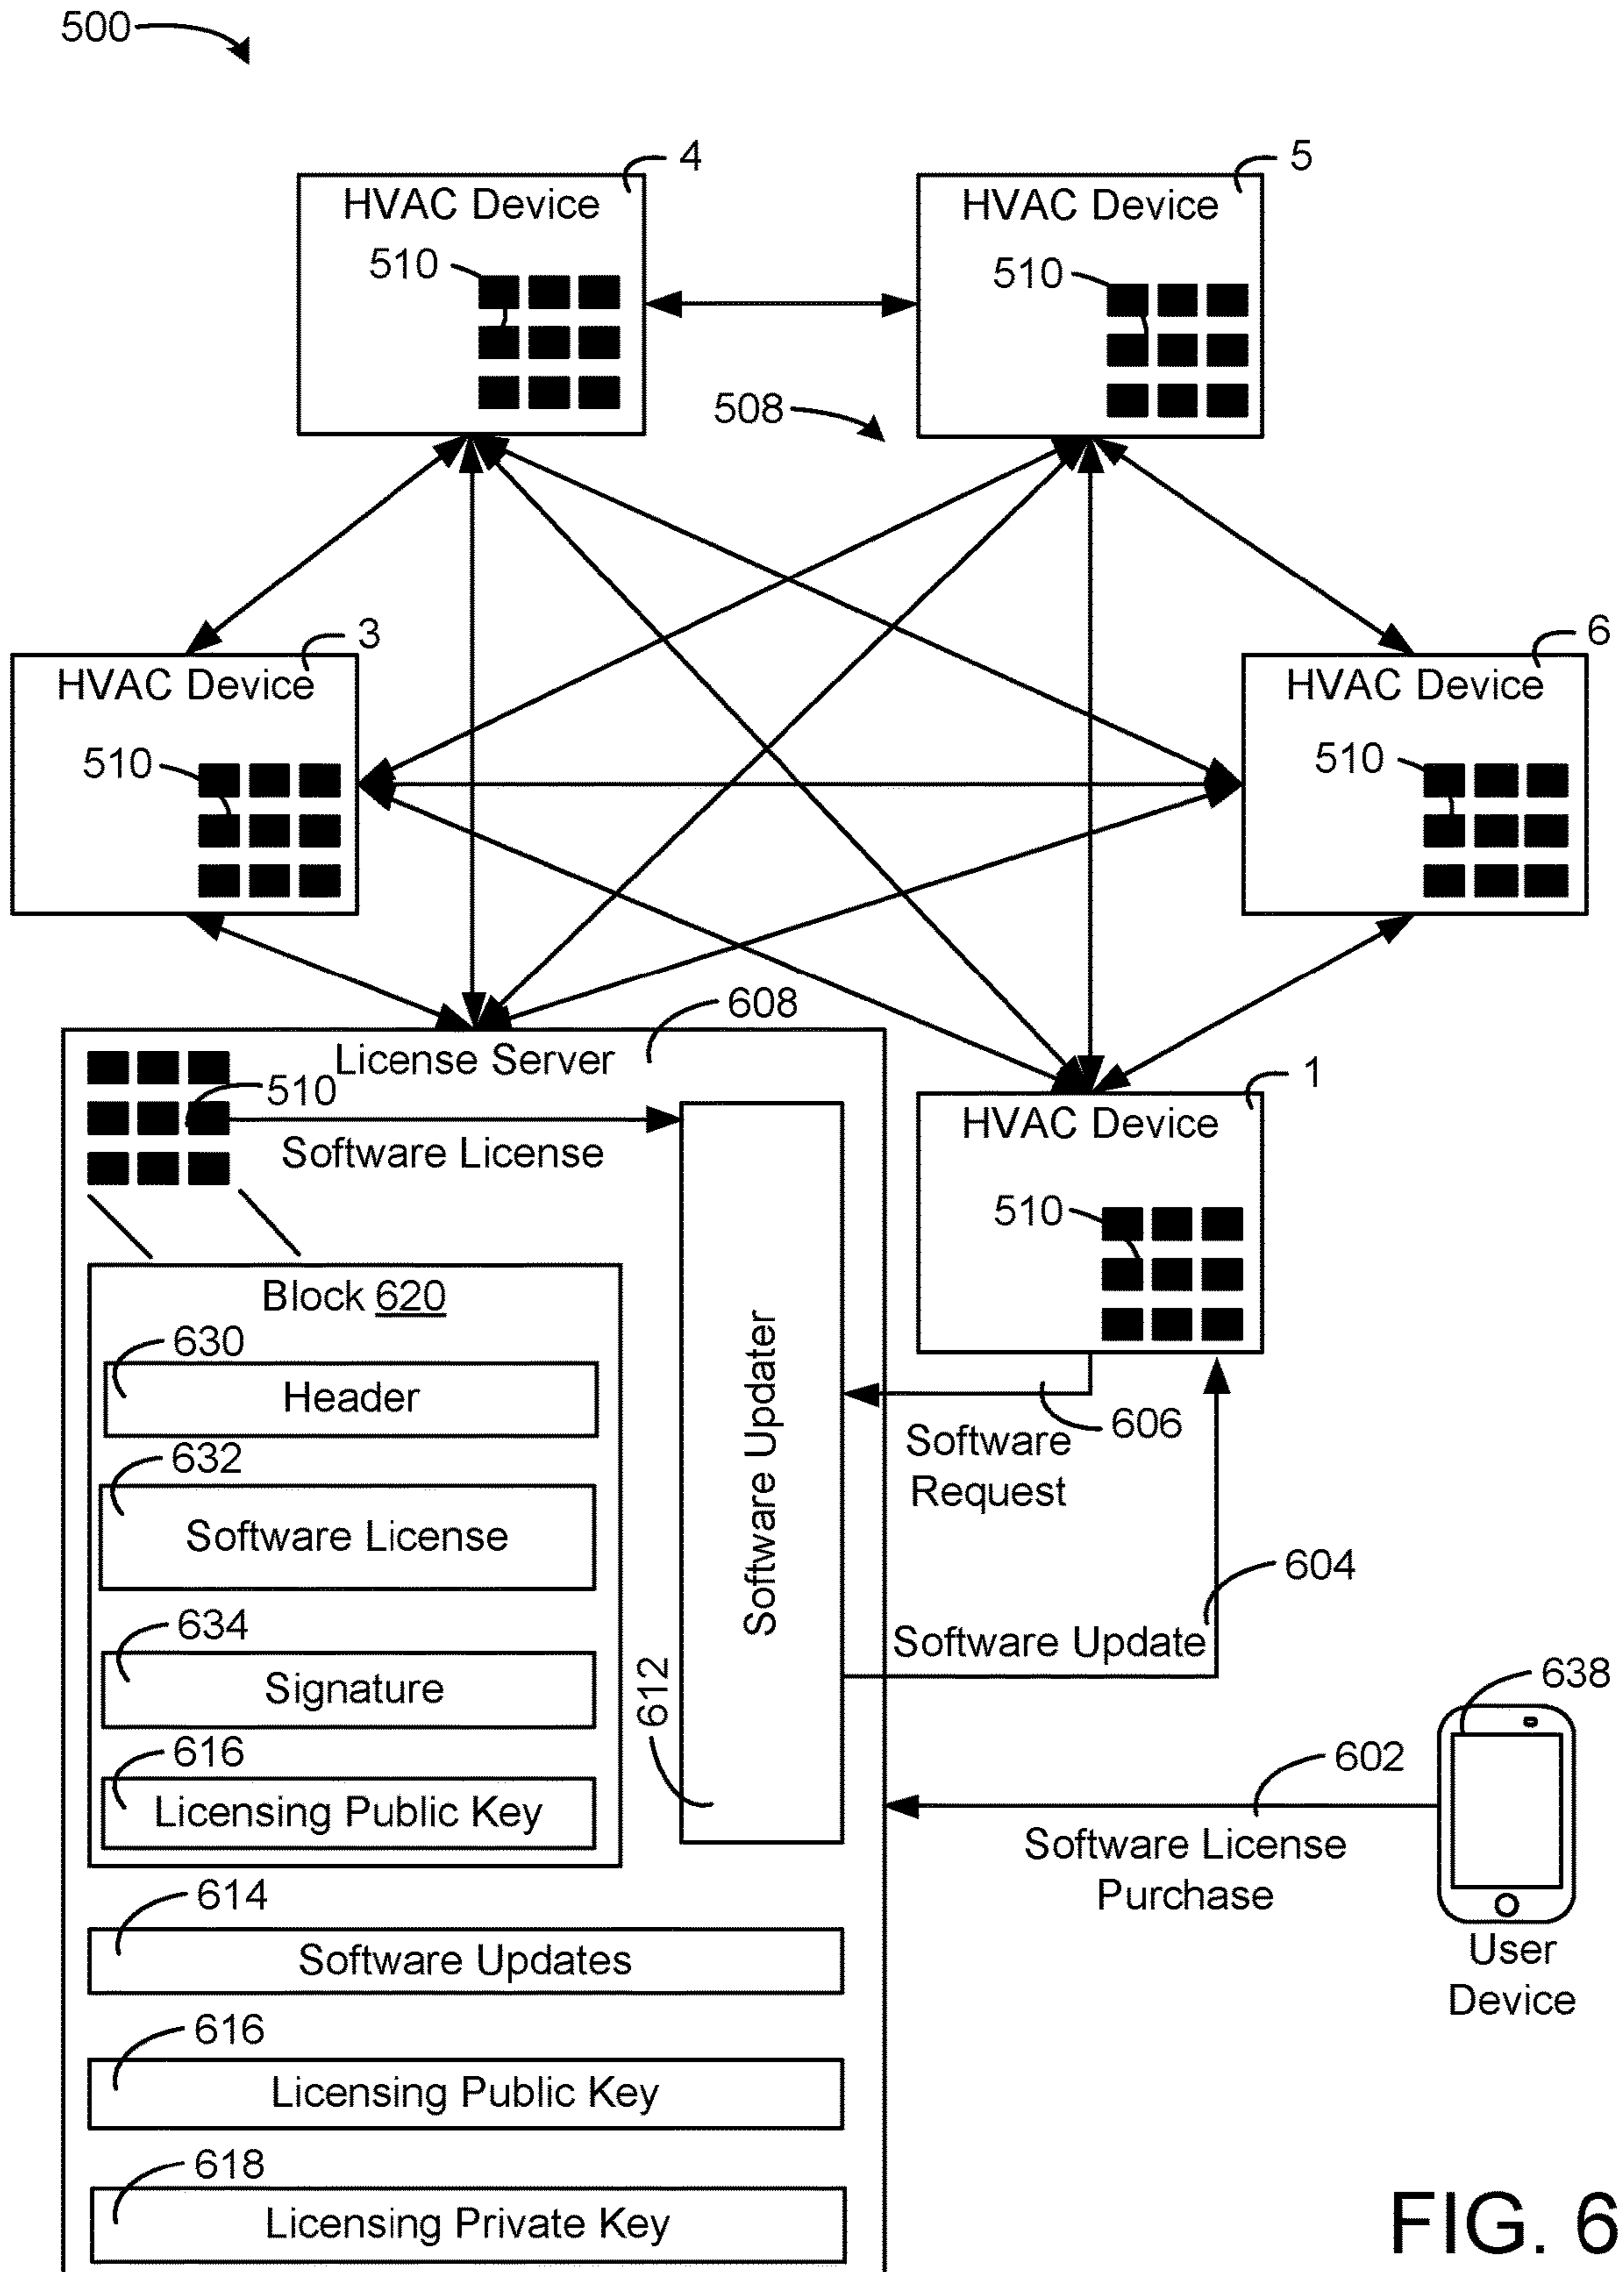 500
4
HVAC Device
510
5
HVAC Device
510
508
3
HVAC Device
510
6
HVAC Device
510
608
License Server
510
Software License
1
HVAC Device
510
Block 620
630
Header
632
Software License
634
Signature
616
Licensing Public Key
Software Updater
612
606
Software
Request
604
Software Update
638
602
Software License
Purchase
User
Device
614
Software Updates
616
Licensing Public Key
618
Licensing Private Key
FIG. 6